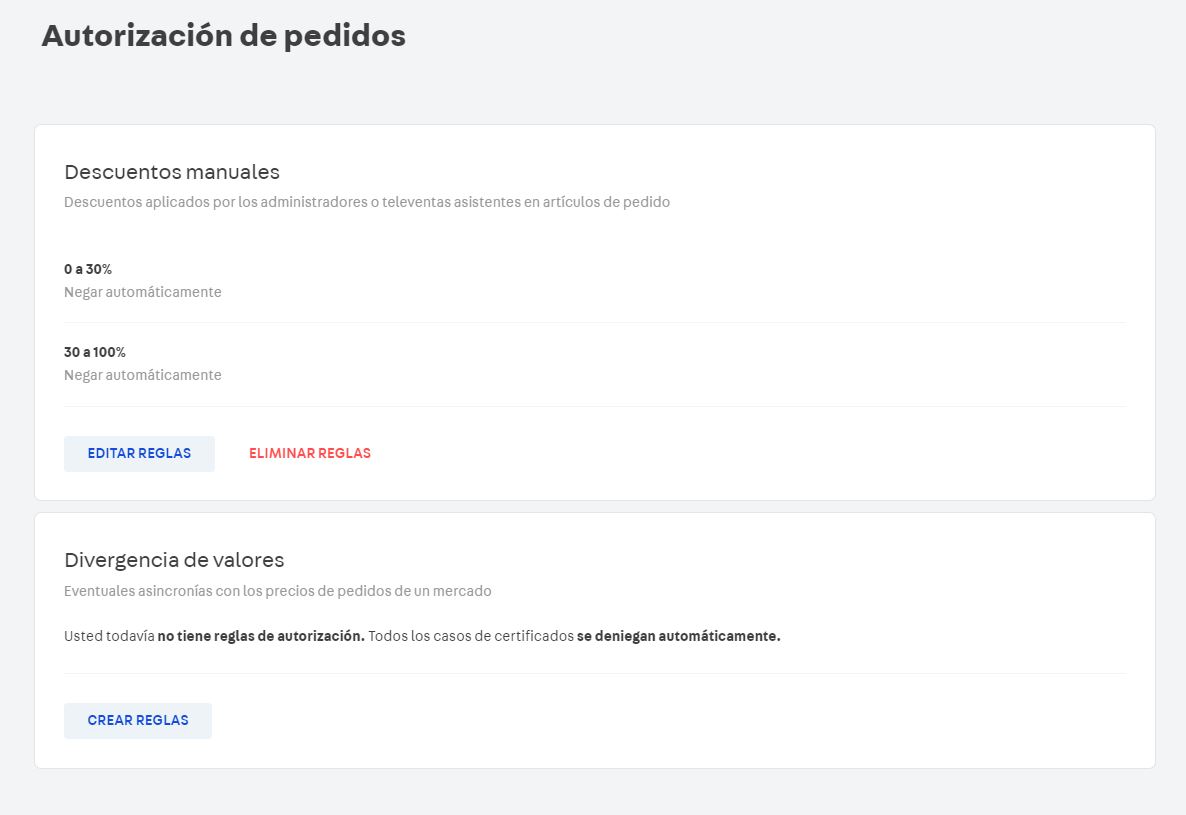 Autorización de pedidos
Descuentos manuales
Descuentos aplicados por los administradores o televentas asistentes en artículos de pedido
0 a 30%
Negar automáticamente
30 a 100%
Negar automáticamente
EDITAR REGLAS ELIMINAR REGLAS
Divergencia de valores
Eventuales asincronías con los precios de pedidos de un mercado
Usted todavía no tiene reglas de autorización. Todos los casos de certificados se deniegan automáticamente.
CREAR REGLAS